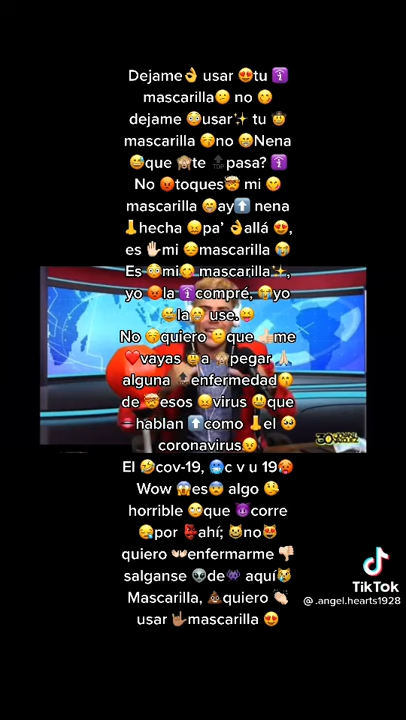 Dejame👌 usar 😍tu 🛐
mascarilla😕 no 😋
dejame 😳usar✨ tu 🤠
mascarilla 😚no 😁Nena
😅que 🙈te 🔝pasa? 🛐
No 😡toques🤯 mi 😋
mascarilla 😁ay⬆️ nena
👃hecha 😠pa' 👌allá 😍,
es ✋🏻mi 😔mascarilla 😭
Es 😳mi🤗 mascarilla✨,
yo 😡la🛐compré, 😢yo
😅la😬 use.😀
No 😚quiero 🙂que 👍🏻me
❤️vayas 🤠a 🙊pegar 🙏🏻
alguna 🎓enfermedad😗
de 🤯esos 😠virus 😃que
👄hablan ⬆️como 👃el 🥺
coronavirus😉
El 🤣cov-19, 🥶c v u 19🥵
Wow 😱es😨 algo 🤔
horrible 🙄que 😈corre
😪por 👺ahí; 😺no😻
quiero 👐🏻enfermarme 👎🏻
salganse 👽de👾 aquí😿
Mascarilla, 💩quiero 👏🏻
usar 🤟🏽mascarilla 😍
TikTok
@.angel.hearts1928